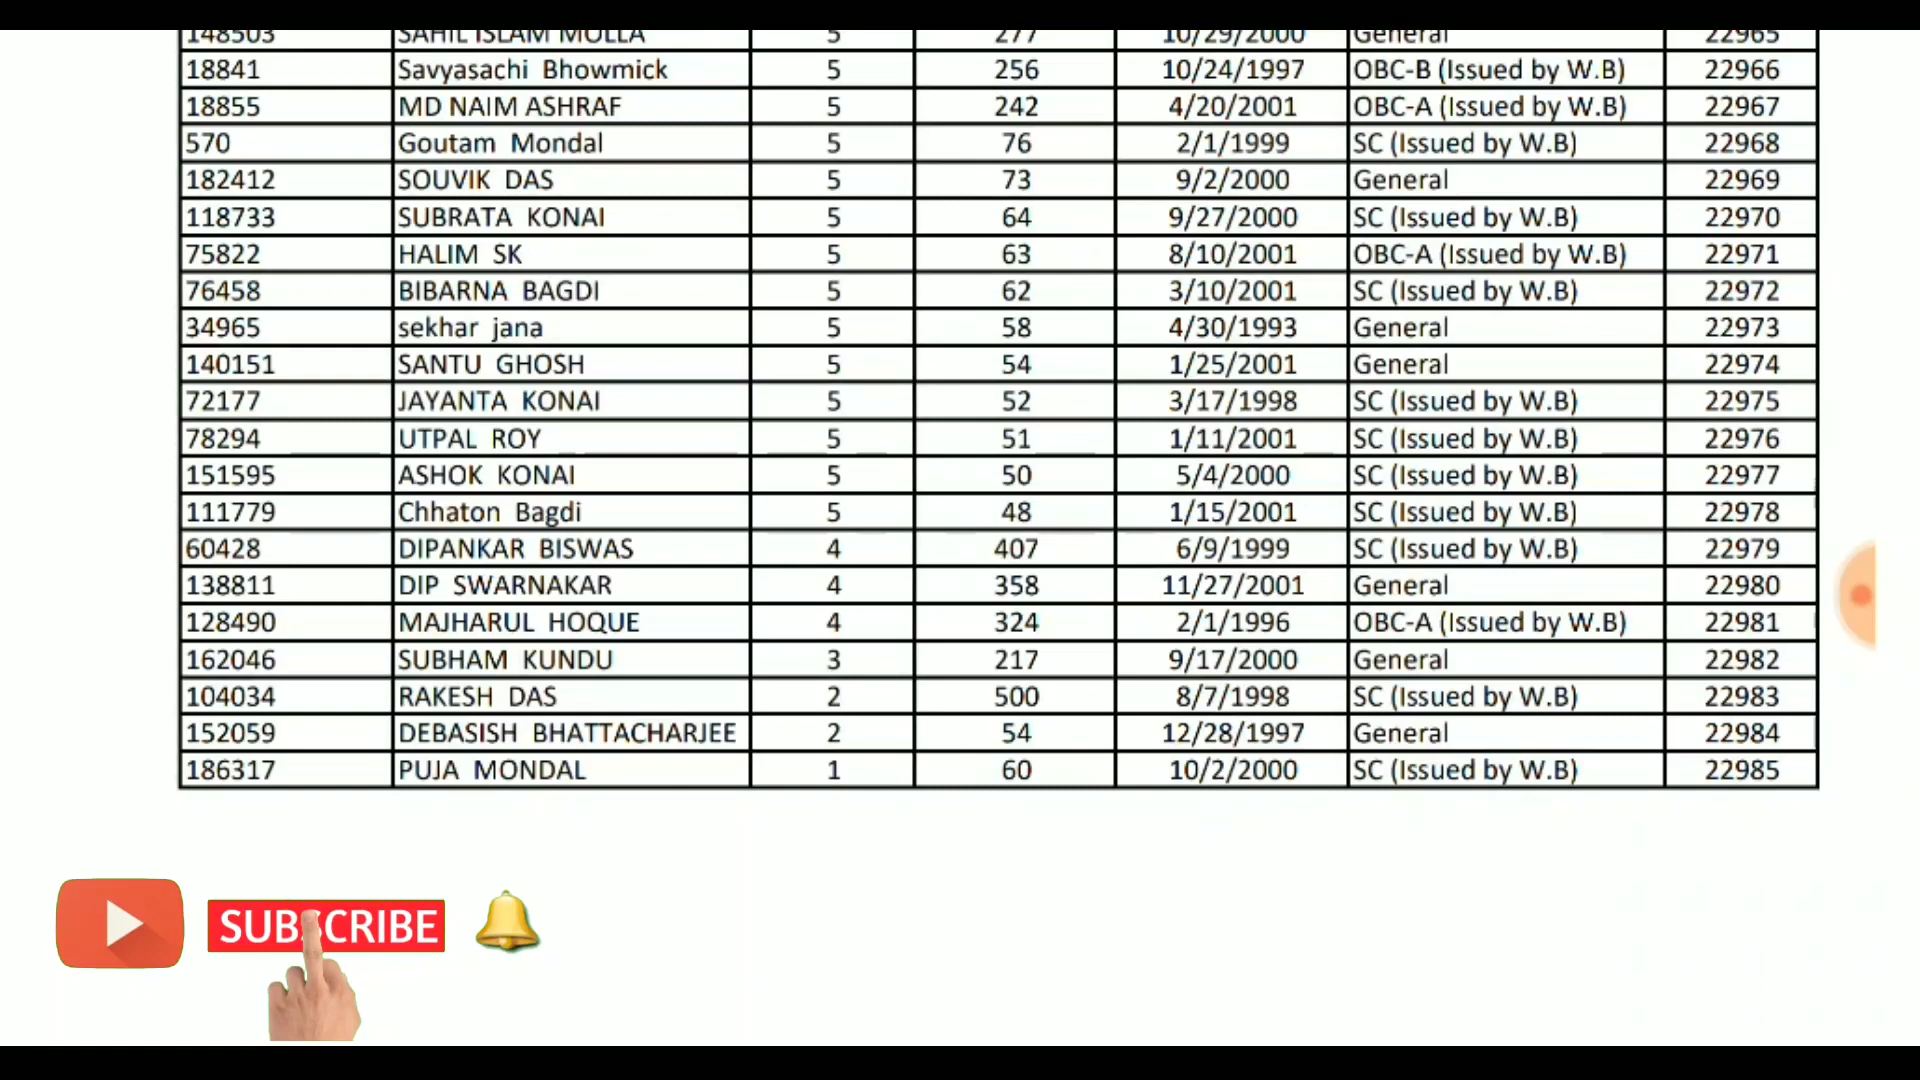 148503 SAHIL ISLAM MOLLA 5 277 10/29/2000 General 22965
18841 Savyasachi Bhowmick 5 256 10/24/1997 OBC-B (Issued by W.B) 22966
18855 MD NAIM ASHRAF 5 242 4/20/2001 OBC-A (Issued by W.B) 22967
570 Goutam Mondal 5 76 2/1/1999 SC (Issued by W.B) 22968
182412 SOUVIK DAS 5 73 9/2/2000 General 22969
118733 SUBRATA KONAI 5 64 9/27/2000 SC (Issued by W.B) 22970
75822 HALIM SK 5 63 8/10/2001 OBC-A (Issued by W.B) 22971
76458 BIBARNA BAGDI 5 62 3/10/2001 SC (Issued by W.B) 22972
34965 sekhar jana 5 58 4/30/1993 General 22973
140151 SANTU GHOSH 5 54 1/25/2001 General 22974
72177 JAYANTA KONAI 5 52 3/17/1998 SC (Issued by W.B) 22975
78294 UTPAL ROY 5 51 1/11/2001 SC (Issued by W.B) 22976
151595 ASHOK KONAI 5 50 5/4/2000 SC (Issued by W.B) 22977
111779 Chhaton Bagdi 5 48 1/15/2001 SC (Issued by W.B) 22978
60428 DIPANKAR BISWAS 4 407 6/9/1999 SC (Issued by W.B) 22979
138811 DIP SWARNAKAR 4 358 11/27/2001 General 22980
128490 MAJHARUL HOQUE 4 324 2/1/1996 OBC-A (Issued by W.B) 22981
162046 SUBHAM KUNDU 3 217 9/17/2000 General 22982
104034 RAKESH DAS 2 500 8/7/1998 SC (Issued by W.B) 22983
152059 DEBASISH BHATTACHARJEE 2 54 12/28/1997 General 22984
186317 PUJA MONDAL 1 60 10/2/2000 SC (Issued by W.B) 22985
SUBSCRIBE